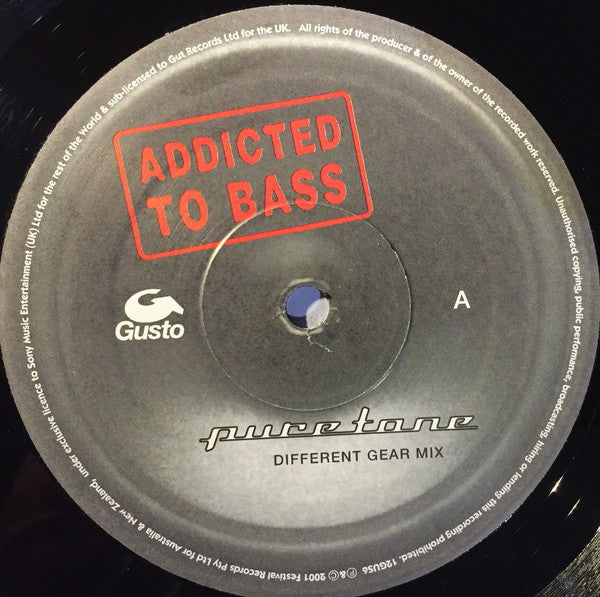 ADDICTED
TO BASS
Gusto
A
puretone
DIFFERENT GEAR MIX
℗&© 2001 Festival Records Pty Ltd for Australia & New Zealand, under exclusive licence to Sony Music Entertainment (UK) Ltd for the rest of the World & sub-licensed to Gut Records Ltd for the UK. All rights of the producer & of the owner of the recorded work reserved. Unauthorised copying, public performance, broadcasting, hiring or lending this recording prohibited. 12GUS6